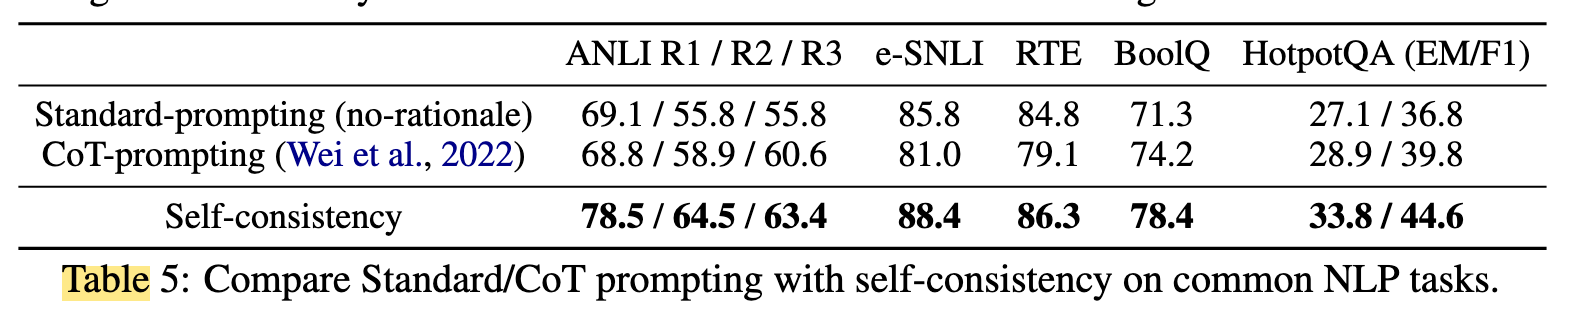 ANLI R1 / R2 / R3 e-SNLI RTE BoolQ HotpotQA (EM/F1)
Standard-prompting (no-rationale) 69.1 / 55.8 / 55.8 85.8 84.8 71.3 27.1 / 36.8
CoT-prompting (Wei et al., 2022) 68.8 / 58.9 / 60.6 81.0 79.1 74.2 28.9 / 39.8
Self-consistency 78.5 / 64.5 / 63.4 88.4 86.3 78.4 33.8 / 44.6
Table 5: Compare Standard/CoT prompting with self-consistency on common NLP tasks.